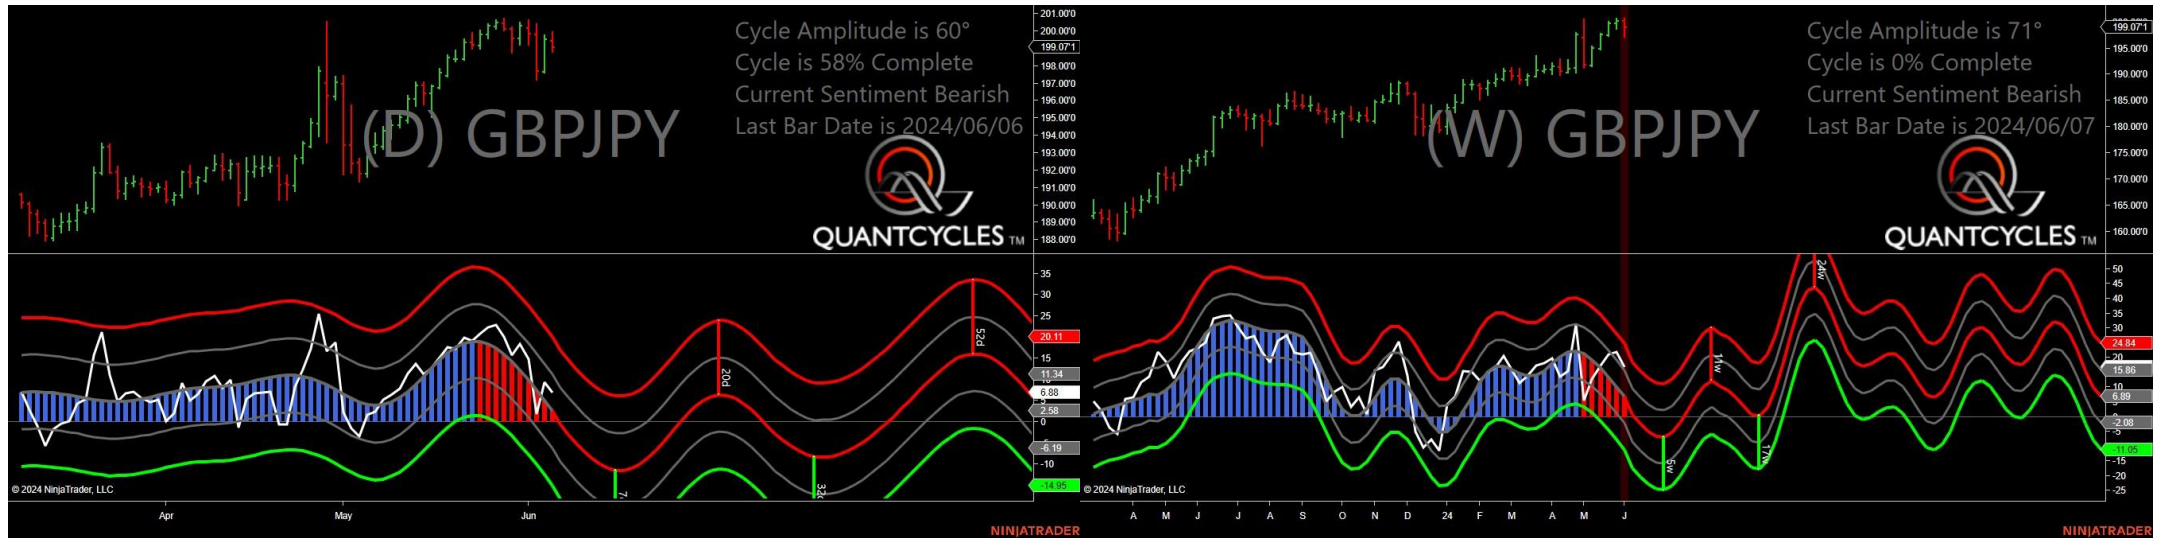 Cycle Amplitude is 60°
Cycle is 58% Complete
Current Sentiment Bearish
Last Bar Date is 2024/06/06
(D) GBPJPY
QUANTCYCLES TM
201.00'0
200.00'0
199.07'1
198.00'0
197.00'0
196.00'0
195.00'0
194.00'0
193.00'0
192.00'0
191.00'0
190.00'0
189.00'0
188.00'0
35
30
25
20.11
15
11.34
6.88
5
2.58
0
-6.19
-10
-14.95
20d
52d
© 2024 NinjaTrader, LLC
Apr
May
Jun
NINJATRADER
Cycle Amplitude is 71°
Cycle is 0% Complete
Current Sentiment Bearish
Last Bar Date is 2024/06/07
(W) GBPJPY
QUANTCYCLES TM
199.07'1
195.00'0
190.00'0
185.00'0
180.00'0
175.00'0
170.00'0
165.00'0
160.00'0
50
45
40
35
30
24.84
20
15.86
10
6.89
-2.08
-5
-11.05
-15
-20
-25
24w
11w
5w
17w
© 2024 NinjaTrader, LLC
A M J J A S O N D 24 F M A M J
NINJATRADER